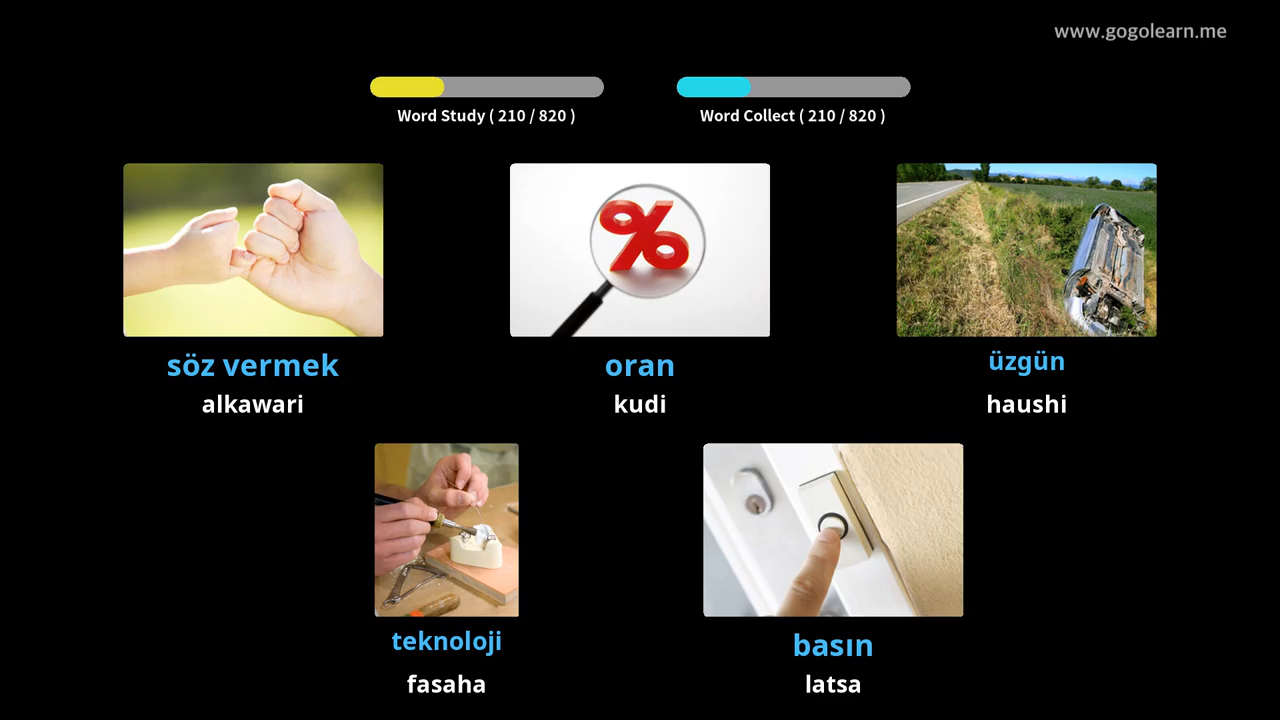 www.gogolearn.me
Word Study ( 210 / 820 )
Word Collect ( 210 / 820 )
söz vermek
alkawari
oran
kudi
üzgün
haushi
teknoloji
fasaha
basın
latsa